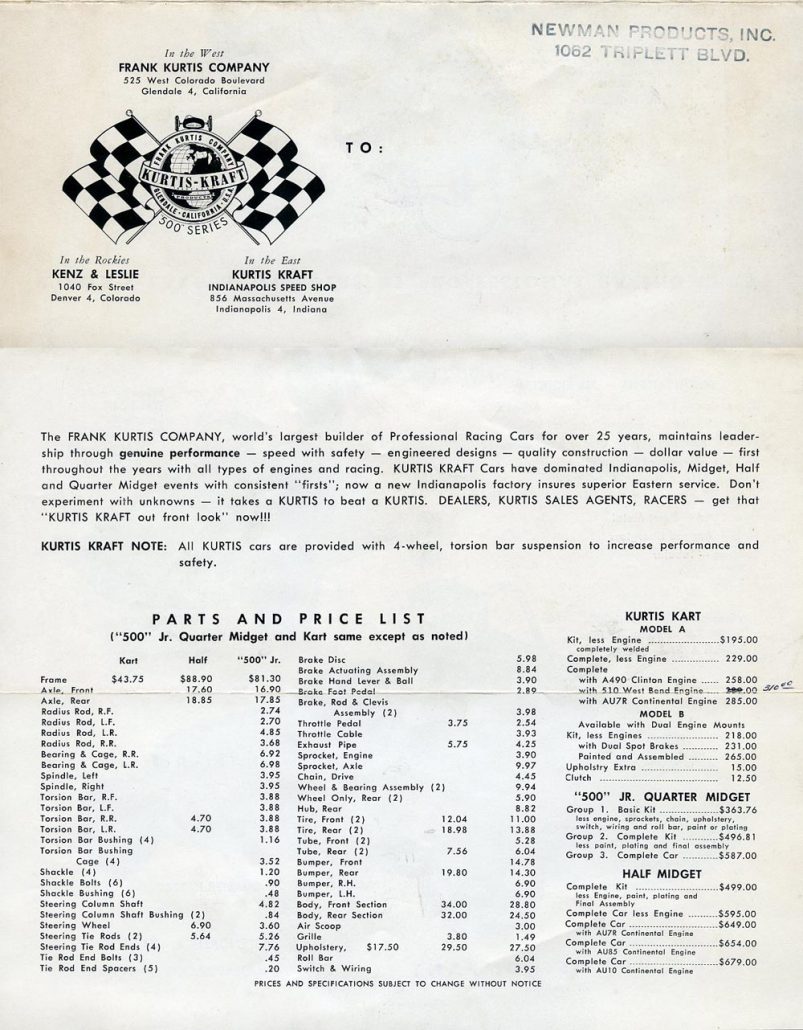 NEWMAN PRODUCTS, INC.
1062 TRIPLETT BLVD.
In the West
FRANK KURTIS COMPANY
525 West Colorado Boulevard
Glendale 4, California
FRANK KURTIS COMPANY
KURTIS-KRAFT
PRODUCTS
GLENDALE • CALIFORNIA • U.S.A.
"500" SERIES
TO:
In the Rockies
KENZ & LESLIE
1040 Fox Street
Denver 4, Colorado
In the East
KURTIS KRAFT
INDIANAPOLIS SPEED SHOP
856 Massachusetts Avenue
Indianapolis 4, Indiana
The FRANK KURTIS COMPANY, world's largest builder of Professional Racing Cars for over 25 years, maintains leader-
ship through genuine performance — speed with safety — engineered designs — quality construction — dollar value — first
throughout the years with all types of engines and racing. KURTIS KRAFT Cars have dominated Indianapolis, Midget, Half
and Quarter Midget events with consistent "firsts"; now a new Indianapolis factory insures superior Eastern service. Don't
experiment with unknowns — it takes a KURTIS to beat a KURTIS. DEALERS, KURTIS SALES AGENTS, RACERS — get that
"KURTIS KRAFT out front look" now!!!
KURTIS KRAFT NOTE: All KURTIS cars are provided with 4-wheel, torsion bar suspension to increase performance and
safety.
PARTS AND PRICE LIST
("500" Jr. Quarter Midget and Kart same except as noted)
Kart Half "500" Jr.
Frame $43.75 $88.90 $81.30
Axle, Front 17.60 16.90
Axle, Rear 18.85 17.85
Radius Rod, R.F. 2.74
Radius Rod, L.F. 2.70
Radius Rod, L.R. 4.85
Radius Rod, R.R. 3.68
Bearing & Cage, R.R. 6.92
Bearing & Cage, L.R. 6.98
Spindle, Left 3.95
Spindle, Right 3.95
Torsion Bar, R.F. 3.88
Torsion Bar, L.F. 3.88
Torsion Bar, R.R. 4.70 3.88
Torsion Bar, L.R. 4.70 3.88
Torsion Bar Bushing (4) 1.16
Torsion Bar Bushing
Cage (4) 3.52
Shackle (4) 1.20
Shackle Bolts (6) .90
Shackle Bushing (6) .48
Steering Column Shaft 4.82
Steering Column Shaft Bushing (2) .84
Steering Wheel 6.90 3.60
Steering Tie Rods (2) 5.64 5.26
Steering Tie Rod Ends (4) 7.76
Tie Rod End Bolts (3) .45
Tie Rod End Spacers (5) .20
Brake Disc 5.98
Brake Actuating Assembly 8.84
Brake Hand Lever & Ball 3.90
Brake Foot Pedal 2.89
Brake, Rod & Clevis
Assembly (2) 3.98
Throttle Pedal 3.75 2.54
Throttle Cable 3.93
Exhaust Pipe 5.75 4.25
Sprocket, Engine 3.90
Sprocket, Axle 9.97
Chain, Drive 4.45
Wheel & Bearing Assembly (2) 9.94
Wheel Only, Rear (2) 5.90
Hub, Rear 8.82
Tire, Front (2) 12.04 11.00
Tire, Rear (2) 18.98 13.88
Tube, Front (2) 5.28
Tube, Rear (2) 7.56 6.04
Bumper, Front 14.78
Bumper, Rear 19.80 14.30
Bumper, R.H. 6.90
Bumper, L.H. 6.90
Body, Front Section 34.00 28.80
Body, Rear Section 32.00 24.50
Air Scoop 3.00
Grille 3.80 1.49
Upholstery, $17.50 29.50 27.50
Roll Bar 6.04
Switch & Wiring 3.95
KURTIS KART
MODEL A
Kit, less Engine ......................$195.00
completely welded
Complete, less Engine ........ 229.00
Complete
with A490 Clinton Engine ..... 258.00
with 510 West Bend Engine ..... 310.00
with AU7R Continental Engine 285.00
MODEL B
Available with Dual Engine Mounts
Kit, less Engines .................. 218.00
with Dual Spot Brakes ......... 231.00
Painted and Assembled ........ 265.00
Upholstry Extra .................... 15.00
Clutch .................................. 12.50
"500" JR. QUARTER MIDGET
Group 1. Basic Kit ............$363.76
less engine, sprockets, chain, upholstery,
switch, wiring and roll bar, paint or plating
Group 2. Complete Kit ......$496.81
less paint, plating and final assembly
Group 3. Complete Car ......$587.00
HALF MIDGET
Complete Kit ....................$499.00
less Engine, paint, plating and
Final Assembly
Complete Car less Engine ......$595.00
Complete Car ....................$649.00
with AU7R Continental Engine
Complete Car ....................$654.00
with AU85 Continental Engine
Complete Car ....................$679.00
with AU10 Continental Engine
PRICES AND SPECIFICATIONS SUBJECT TO CHANGE WITHOUT NOTICE